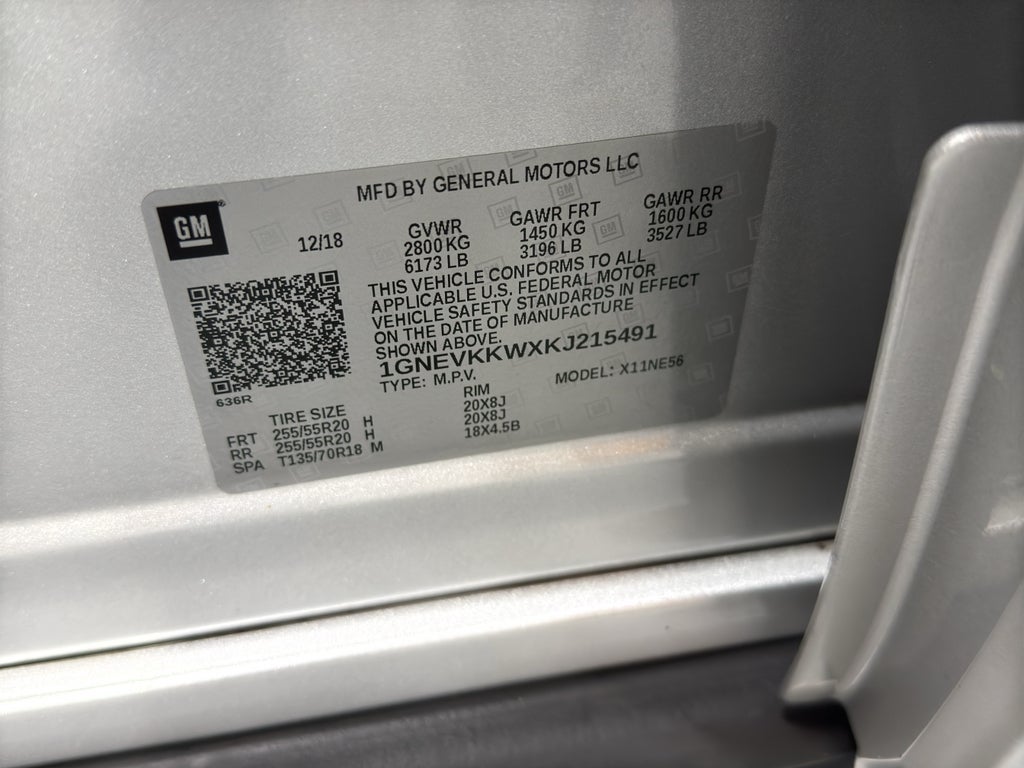 MFD BY GENERAL MOTORS LLC
GM
12/18
GVWR
2800 KG
6173 LB
GAWR FRT
1450 KG
3196 LB
GAWR RR
1600 KG
3527 LB
THIS VEHICLE CONFORMS TO ALL
APPLICABLE U.S. FEDERAL MOTOR
VEHICLE SAFETY STANDARDS IN EFFECT
ON THE DATE OF MANUFACTURE
SHOWN ABOVE.
1GNEVKKWXKJ215491
TYPE: M.P.V. MODEL: X11NE56
636R
TIRE SIZE RIM
FRT 255/55R20 H 20X8J
RR 255/55R20 H 20X8J
SPA T135/70R18 M 18X4.5B